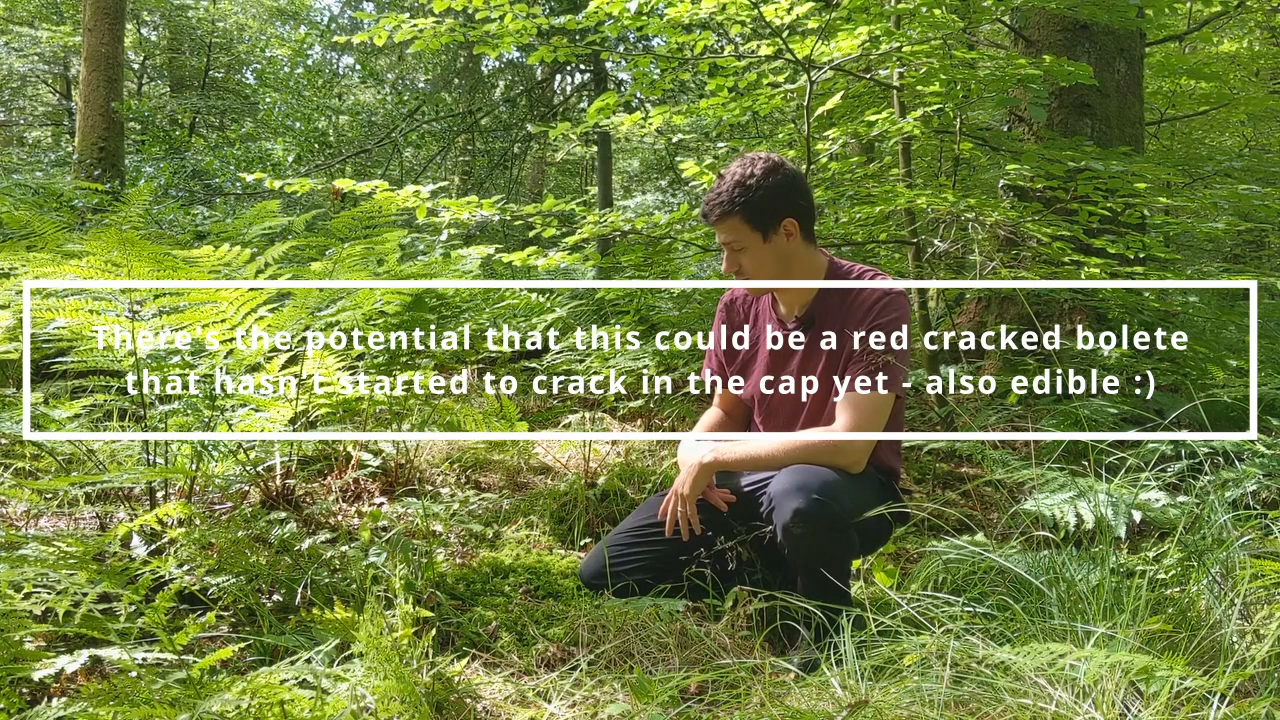 There's the potential that this could be a red cracked bolete
that hasn't started to crack in the cap yet - also edible :)